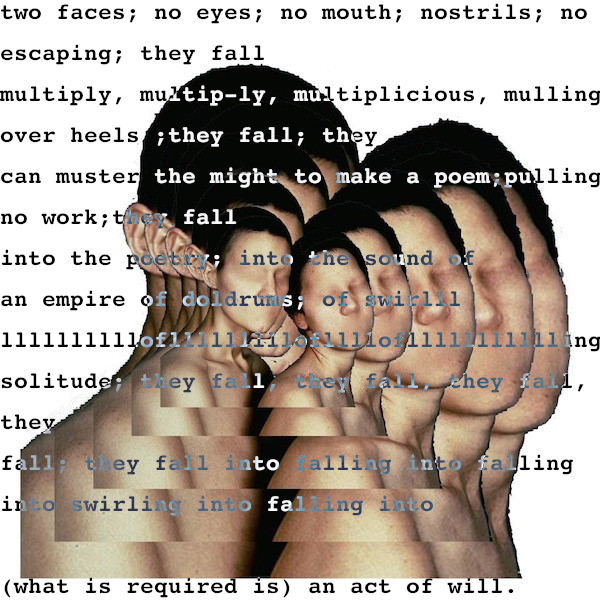 two faces; no eyes; no mouth; nostrils; no
escaping; they fall
multiply, multip-ly, multiplicious, mulling
over heels ;they fall; they
can muster the might to make a poem;pulling
no work;they fall
into the poetry; into the sound of
an empire of doldrums; of swirlil
lllllllllloflllllllllofllllofllllllllllllling
solitude; they fall, they fall, they fall,
they
fall; they fall into falling into falling
into swirling into falling into
(what is required is) an act of will.